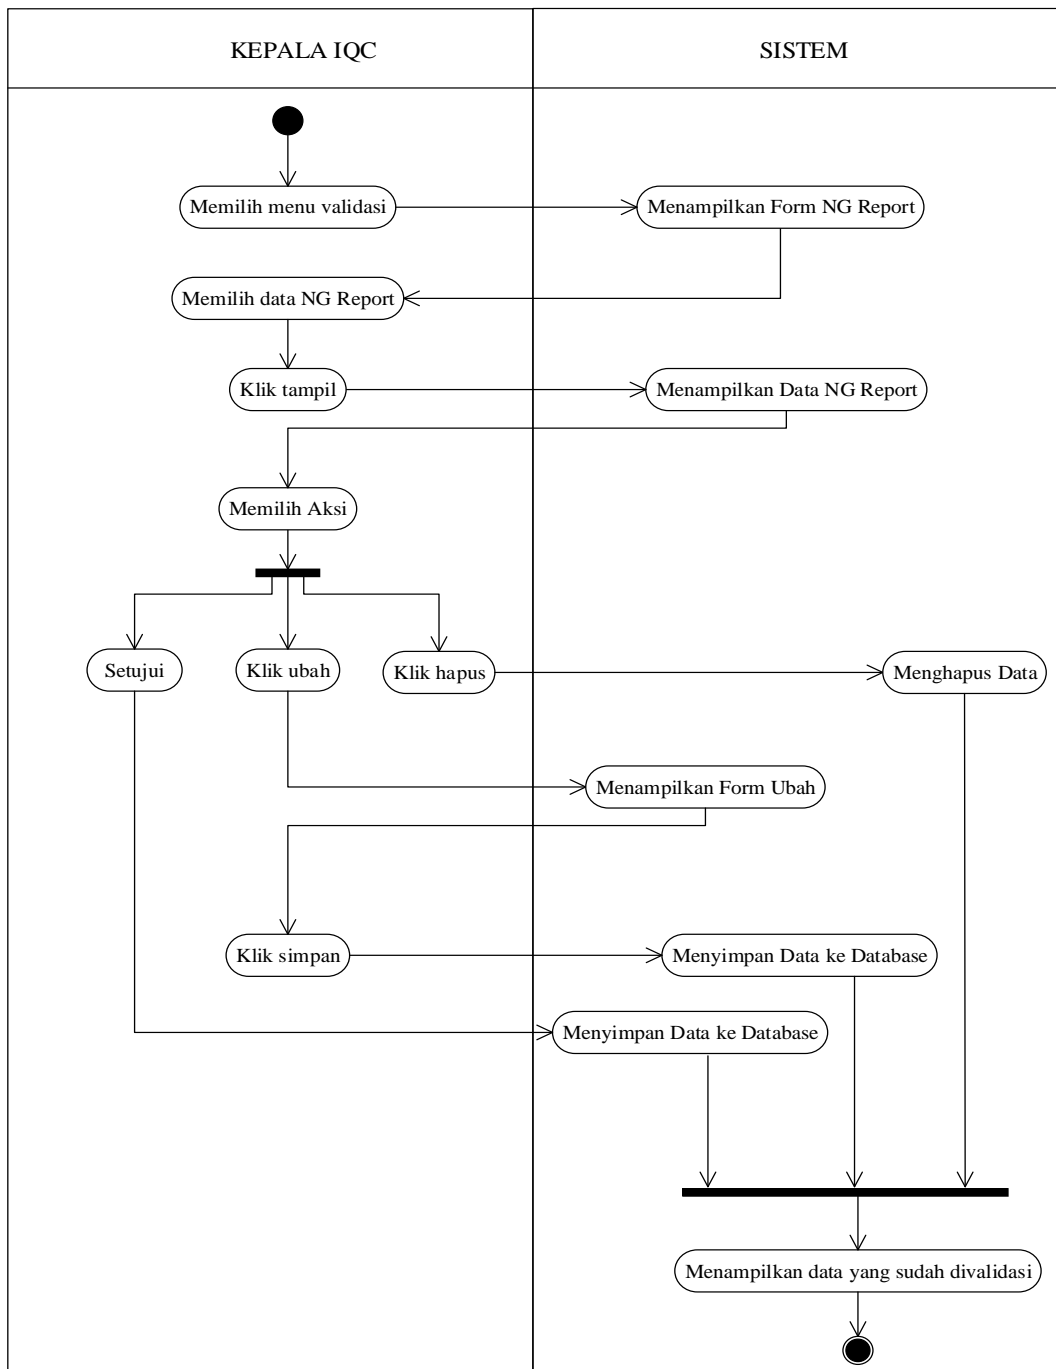 KEPALA IQC
SISTEM
Memilih menu validasi
Menampilkan Form NG Report
Memilih data NG Report
Klik tampil
Menampilkan Data NG Report
Memilih Aksi
Setujui
Klik ubah
Klik hapus
Menghapus Data
Menampilkan Form Ubah
Klik simpan
Menyimpan Data ke Database
Menyimpan Data ke Database
Menampilkan data yang sudah divalidasi